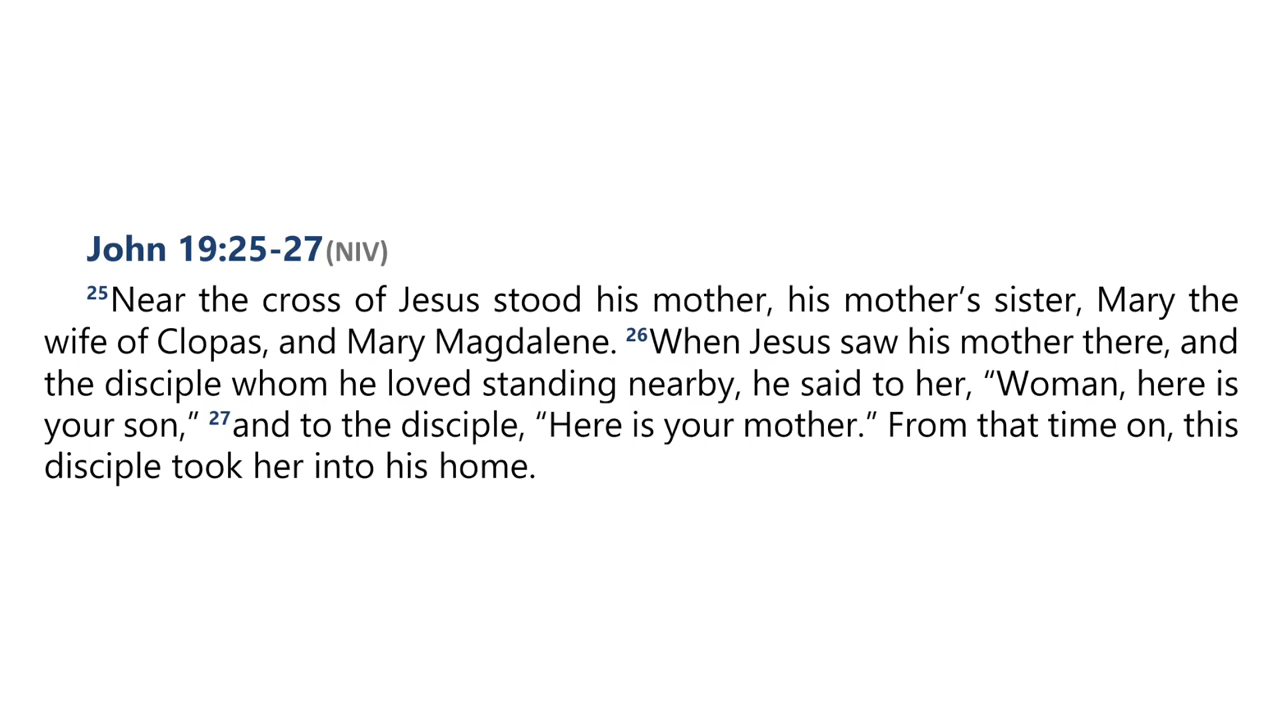 John 19:25-27(NIV)
25Near the cross of Jesus stood his mother, his mother’s sister, Mary the
wife of Clopas, and Mary Magdalene. 26When Jesus saw his mother there, and
the disciple whom he loved standing nearby, he said to her, “Woman, here is
your son,” 27and to the disciple, “Here is your mother.” From that time on, this
disciple took her into his home.